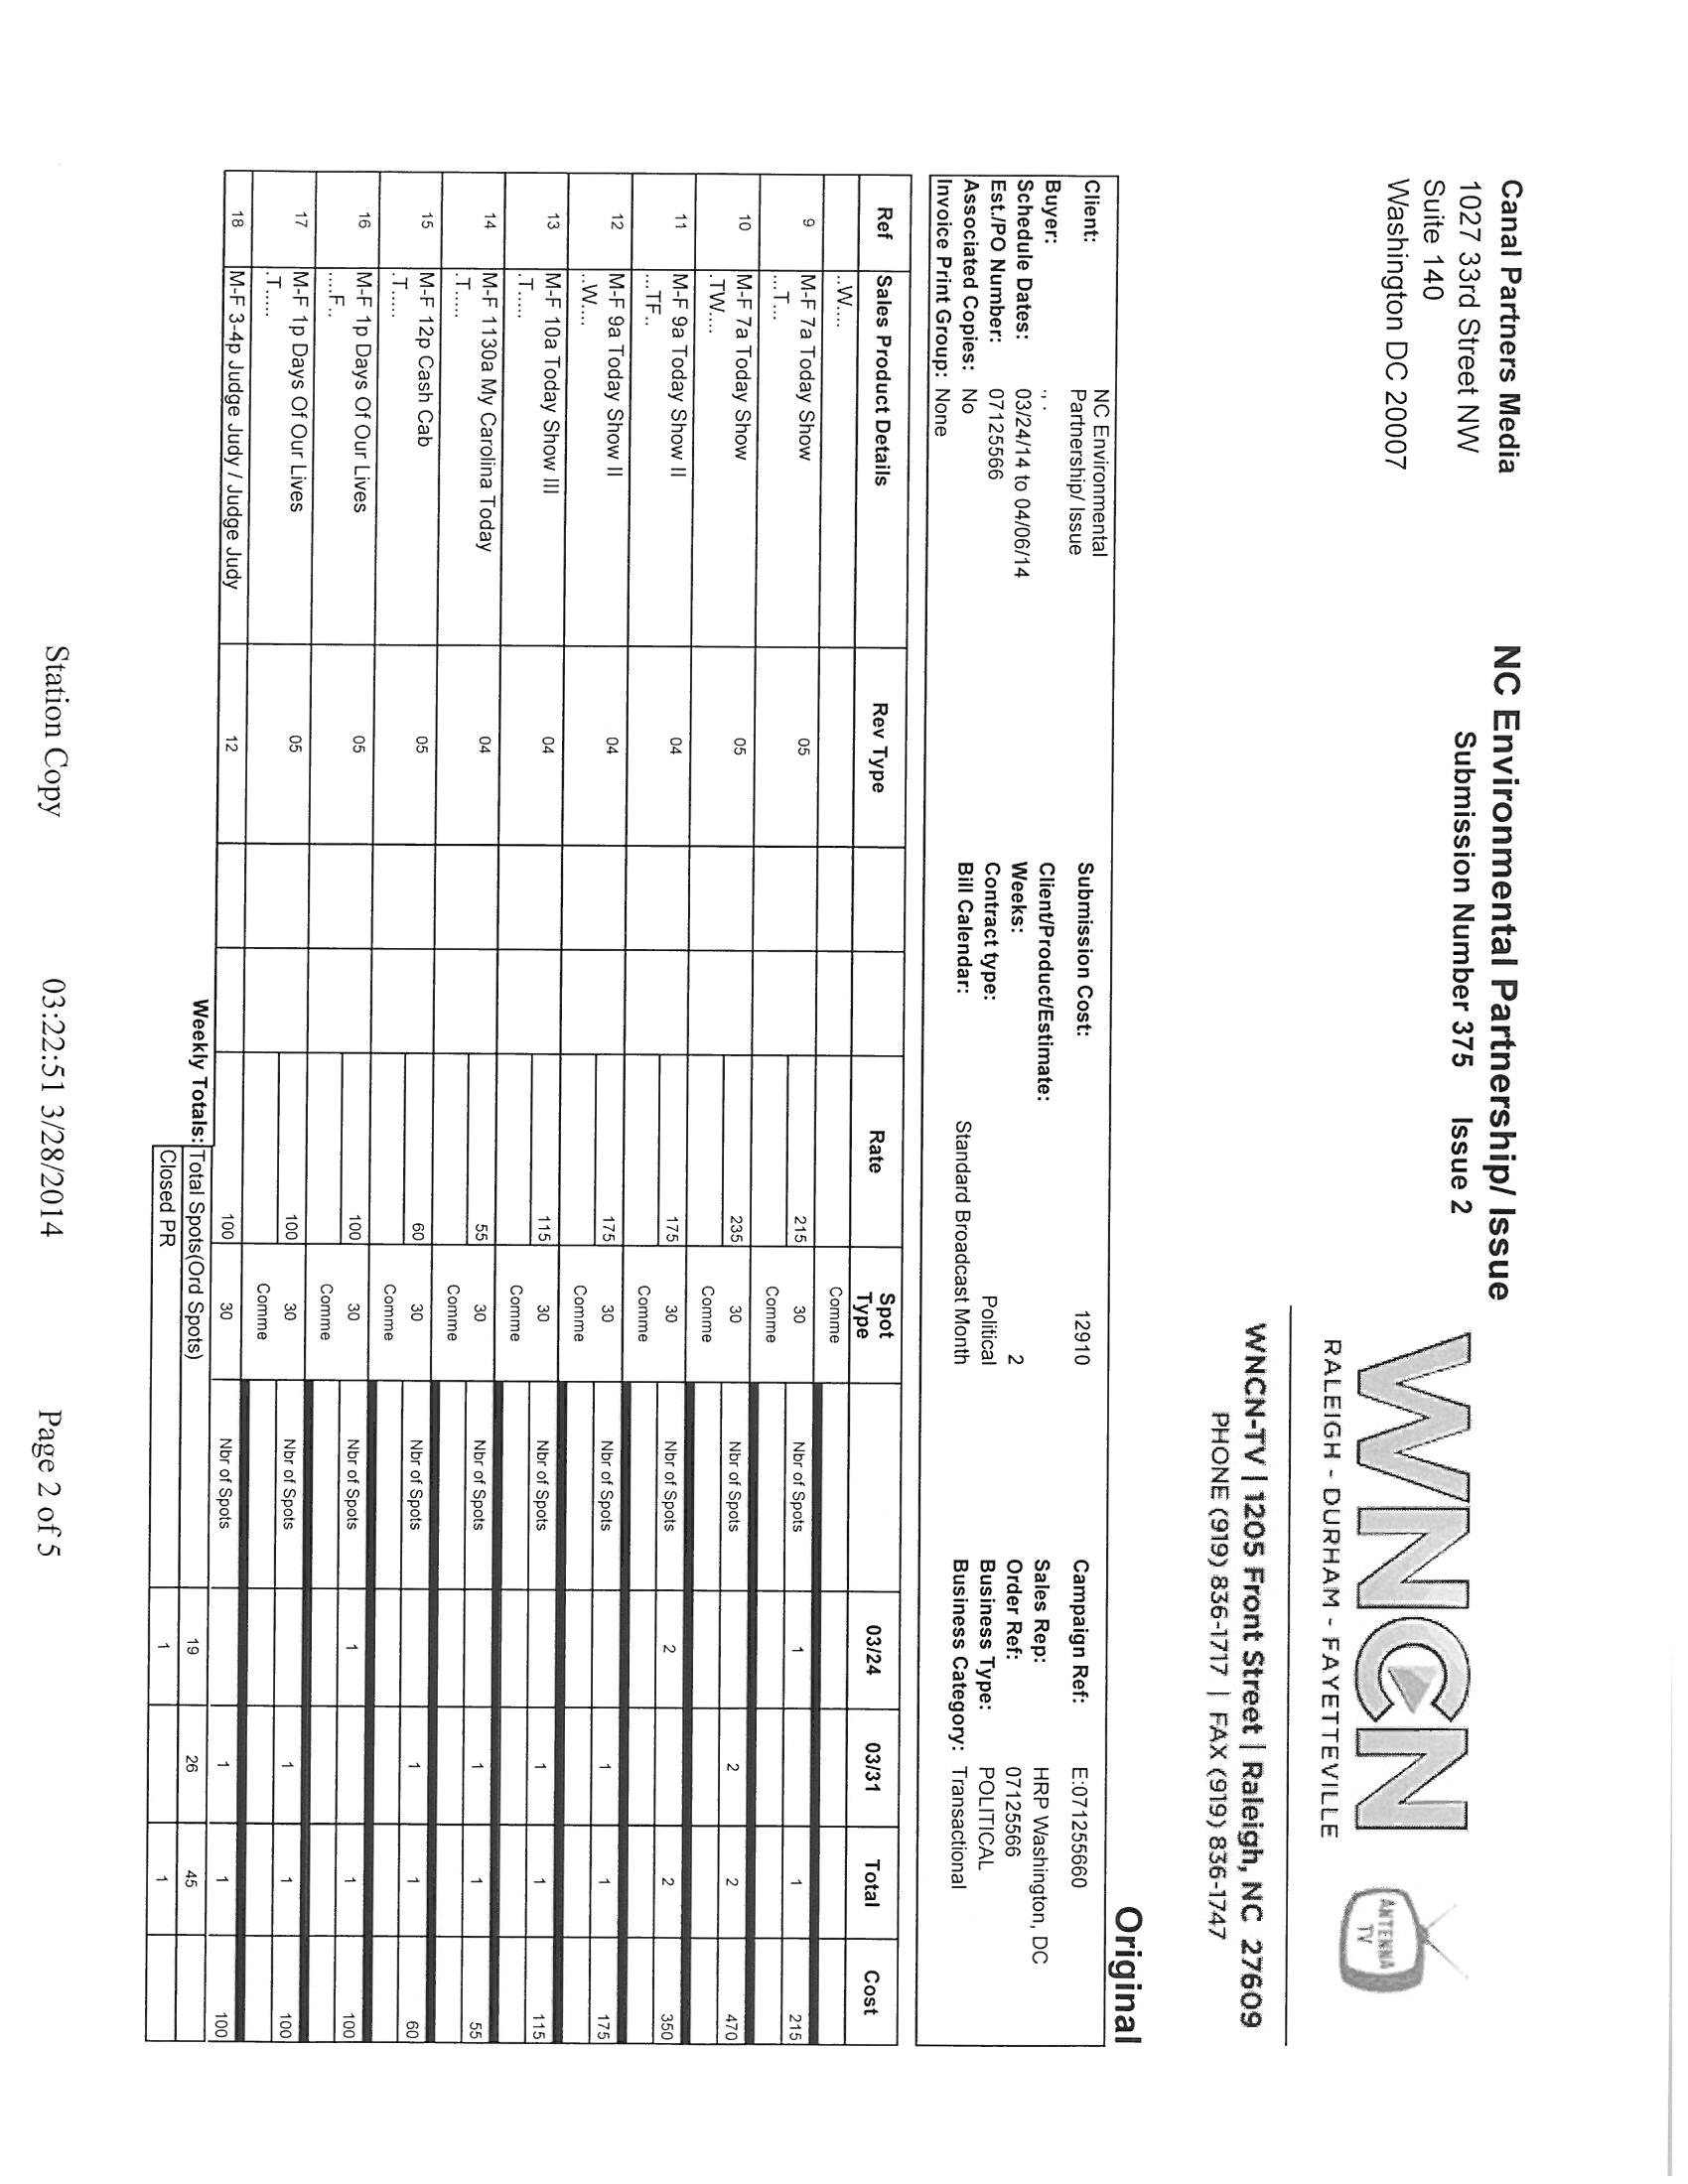 Canal Partners Media
1027 33rd Street NW
Suite 140
Washington DC 20007
NC Environmental Partnership/ Issue
Submission Number 375 Issue 2
WNCN
RALEIGH - DURHAM - FAYETTEVILLE
ANTENNA
TV
WNCN-TV | 1205 Front Street | Raleigh, NC 27609
PHONE (919) 836-1717 | FAX (919) 836-1747
Original
Client: NC Environmental Partnership/ Issue Submission Cost: 12910 Campaign Ref: E:071255660
Buyer: ., . Client/Product/Estimate: Sales Rep: HRP Washington, DC
Schedule Dates: 03/24/14 to 04/06/14 Weeks: 2 Order Ref: 07125566
Est./PO Number: 07125566 Contract type: Political Business Type: POLITICAL
Associated Copies: No Bill Calendar: Standard Broadcast Month Business Category: Transactional
Invoice Print Group: None
Ref Sales Product Details Rev Type Rate Spot Type 03/24 03/31 Total Cost
..W.... Comme
9 M-F 7a Today Show 05 215 30 Nbr of Spots 1 1 215
...T... Comme
10 M-F 7a Today Show 05 235 30 Nbr of Spots 2 2 470
.TW.... Comme
11 M-F 9a Today Show II 04 175 30 Nbr of Spots 2 2 350
...TF.. Comme
12 M-F 9a Today Show II 04 175 30 Nbr of Spots 1 1 175
..W.... Comme
13 M-F 10a Today Show III 04 115 30 Nbr of Spots 1 1 115
.T..... Comme
14 M-F 1130a My Carolina Today 04 55 30 Nbr of Spots 1 1 55
.T..... Comme
15 M-F 12p Cash Cab 05 60 30 Nbr of Spots 1 1 60
.T..... Comme
16 M-F 1p Days Of Our Lives 05 100 30 Nbr of Spots 1 1 100
....F.. Comme
17 M-F 1p Days Of Our Lives 05 100 30 Nbr of Spots 1 1 100
.T..... Comme
18 M-F 3-4p Judge Judy / Judge Judy 12 100 30 Nbr of Spots 1 1 100
Weekly Totals: Total Spots(Ord Spots) 19 26 45
Closed PR 1 1
Station Copy 03:22:51 3/28/2014 Page 2 of 5